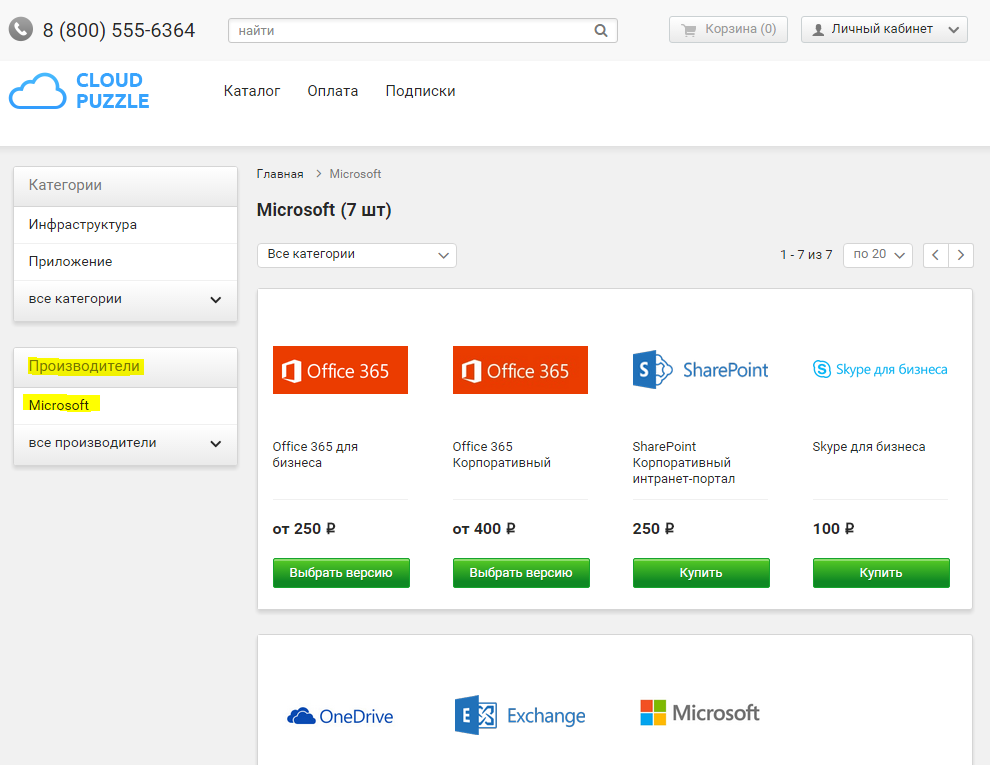 8 (800) 555-6364
найти
Корзина (0)
Личный кабинет
CLOUD
PUZZLE
Каталог
Оплата
Подписки
Категории
Инфраструктура
Приложение
все категории
Производители
Microsoft
все производители
Главная > Microsoft
Microsoft (7 шт)
Все категории
1 - 7 из 7
по 20
Office 365
Office 365 для
бизнеса
от 250 ₽
Выбрать версию
Office 365
Office 365
Корпоративный
от 400 ₽
Выбрать версию
S SharePoint
SharePoint
Корпоративный
интранет-портал
250 ₽
Купить
S Skype для бизнеса
Skype для бизнеса
100 ₽
Купить
OneDrive
E Exchange
Microsoft